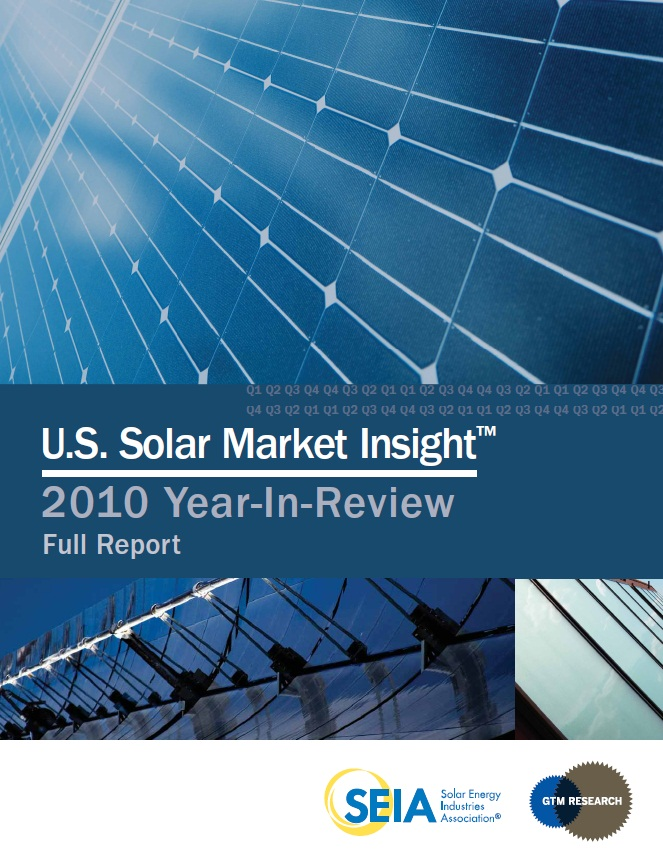 Q1 Q2 Q3 Q4 Q4 Q3 Q2 Q1 Q1 Q2 Q3 Q4 Q4 Q3 Q2 Q1 Q1 Q2 Q3 Q4 Q4 Q3
Q4 Q3 Q2 Q1 Q1 Q2 Q3 Q4 Q4 Q3 Q2 Q1 Q1 Q2 Q3 Q4 Q4 Q3 Q2 Q1 Q1 Q2
U.S. Solar Market Insight™
2010 Year-In-Review
Full Report
SEIA
Solar Energy
Industries
Association®
GTM RESEARCH